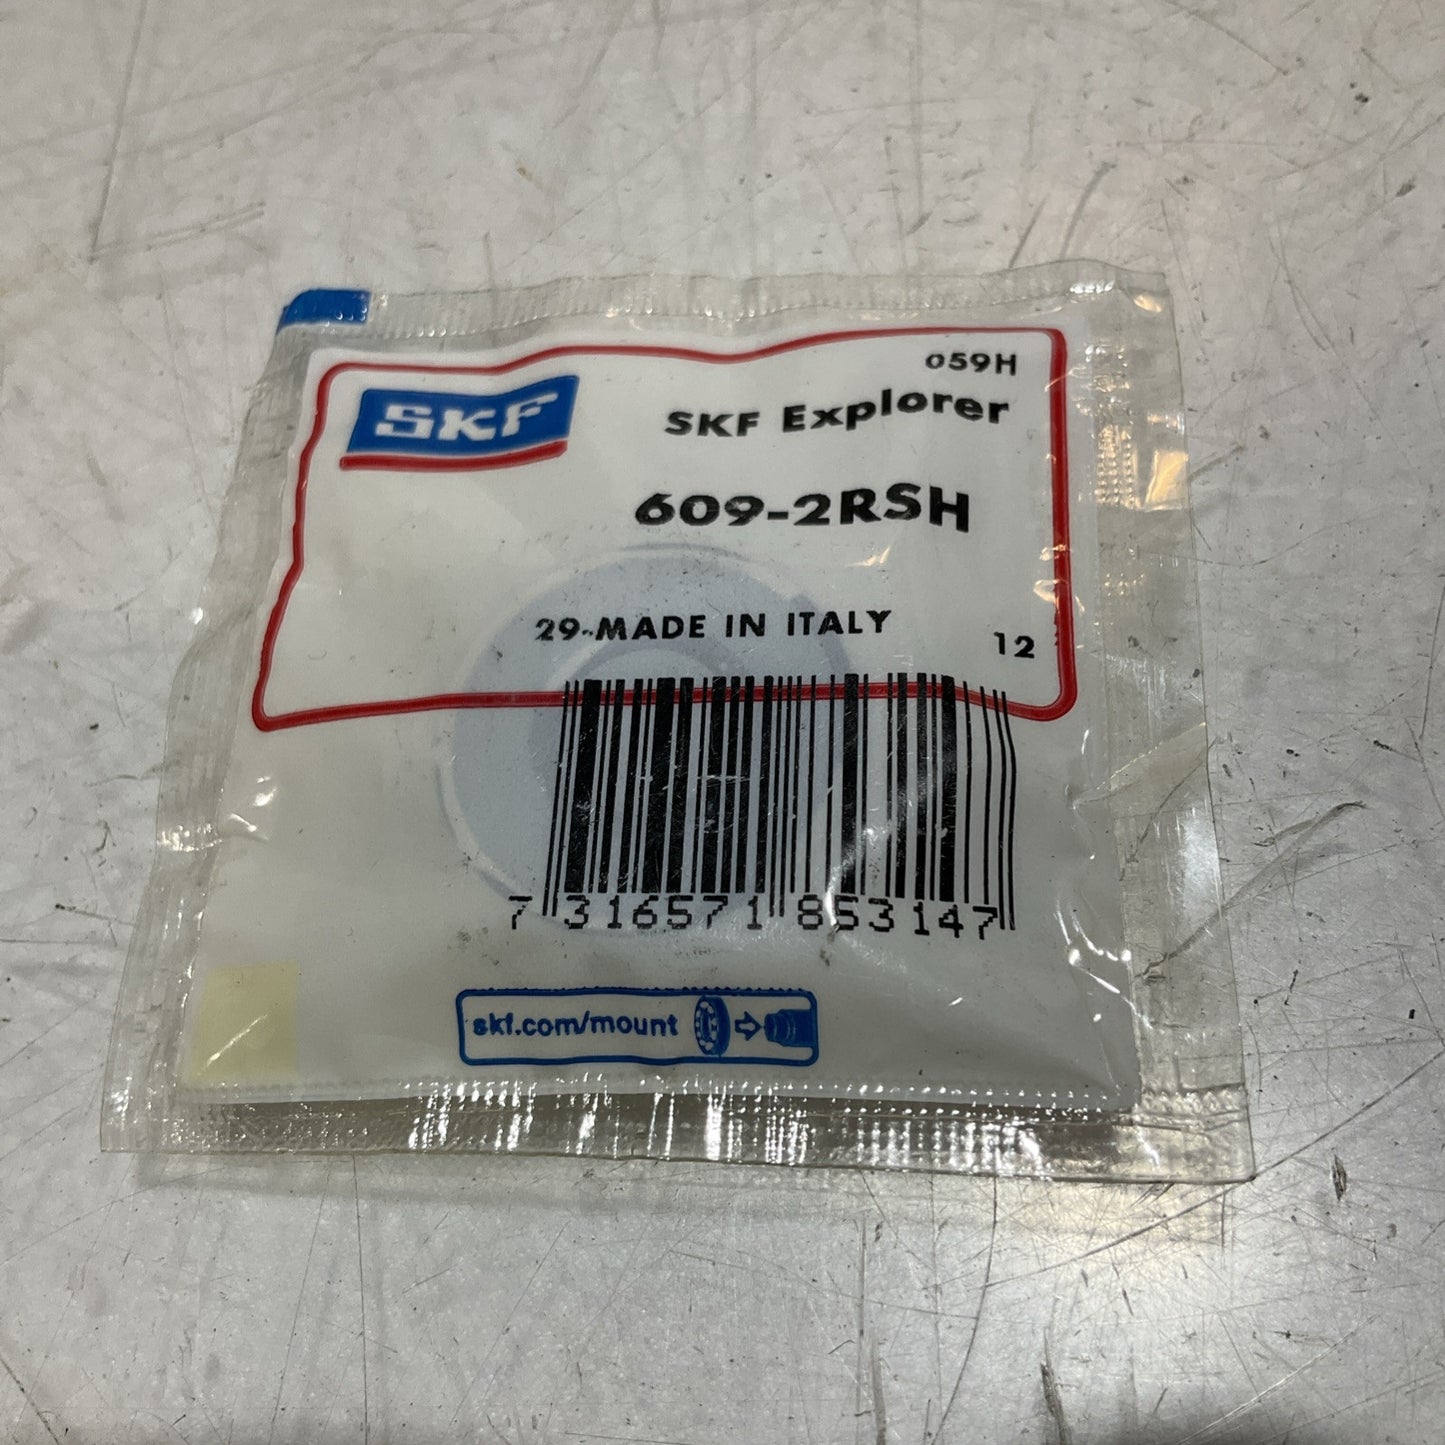 059H
SKF
SKF Explorer
609-2RSH
29-MADE IN ITALY
12
7 316571 853147
skf.com/mount